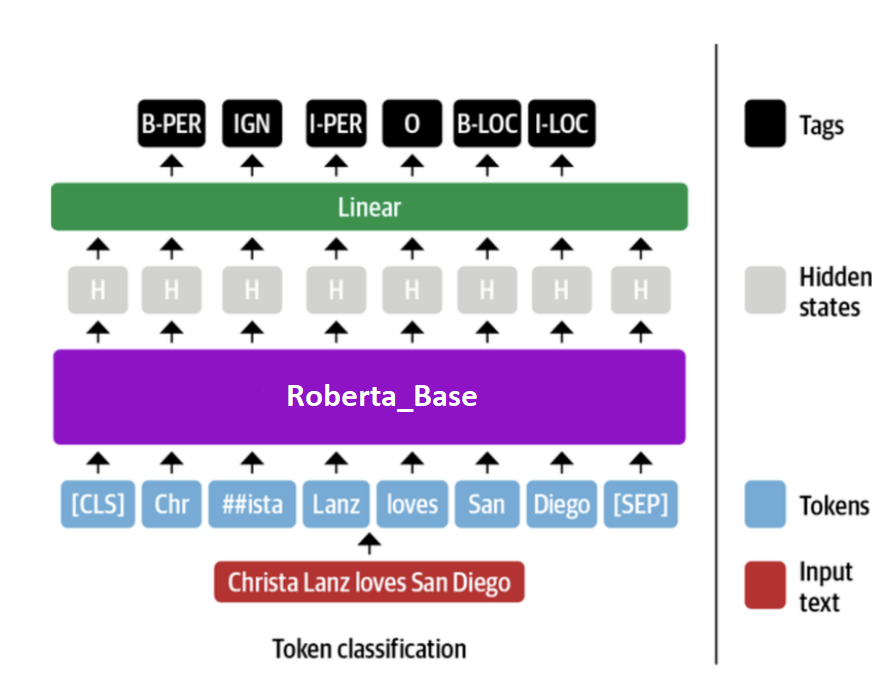 B-PER IGN I-PER O B-LOC I-LOC
Tags
Linear
H H H H H H H H
Hidden
states
Roberta_Base
[CLS] Chr ##ista Lanz loves San Diego [SEP]
Tokens
Christa Lanz loves San Diego
Input
text
Token classification